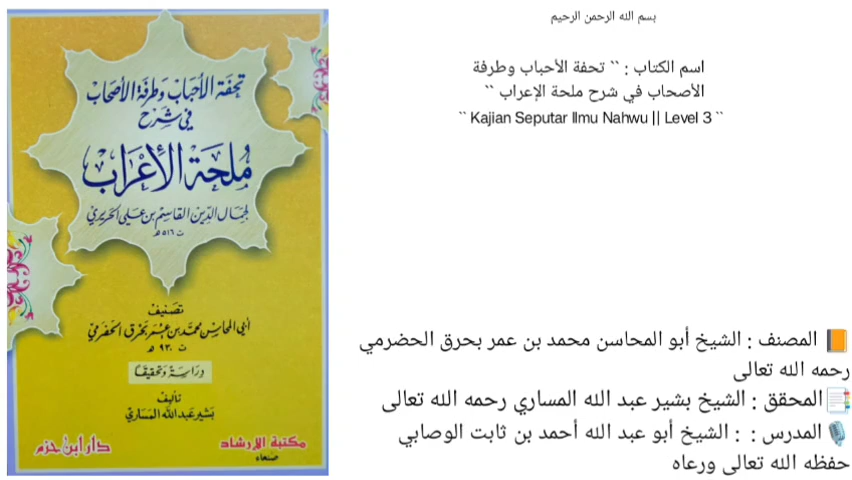 تحفة الأحباب وطرفة الأصحاب
في شرح
ملحة الإعراب
لجمال الدين القاسم بن علي الحريري
ت ٥١٦ هـ
تصنيف
أبي المحاسن محمد بن عمر بحرق الحضرمي
ت ٩٣٠ هـ
دراسة وتحقيقا
تأليف
بشير عبد الله المساري
مكتبة الإرشاد
صنعاء
دار ابن حزم
بسم الله الرحمن الرحيم
اسم الكتاب : `` تحفة الأحباب وطرفة
الأصحاب في شرح ملحة الإعراب ``
`` Kajian Seputar Ilmu Nahwu || Level 3 ``
📙 المصنف : الشيخ أبو المحاسن محمد بن عمر بحرق الحضرمي
رحمه الله تعالى
📑المحقق : الشيخ بشير عبد الله المساري رحمه الله تعالى
🎙️المدرس : : الشيخ أبو عبد الله أحمد بن ثابت الوصابي
حفظه الله تعالى ورعاه